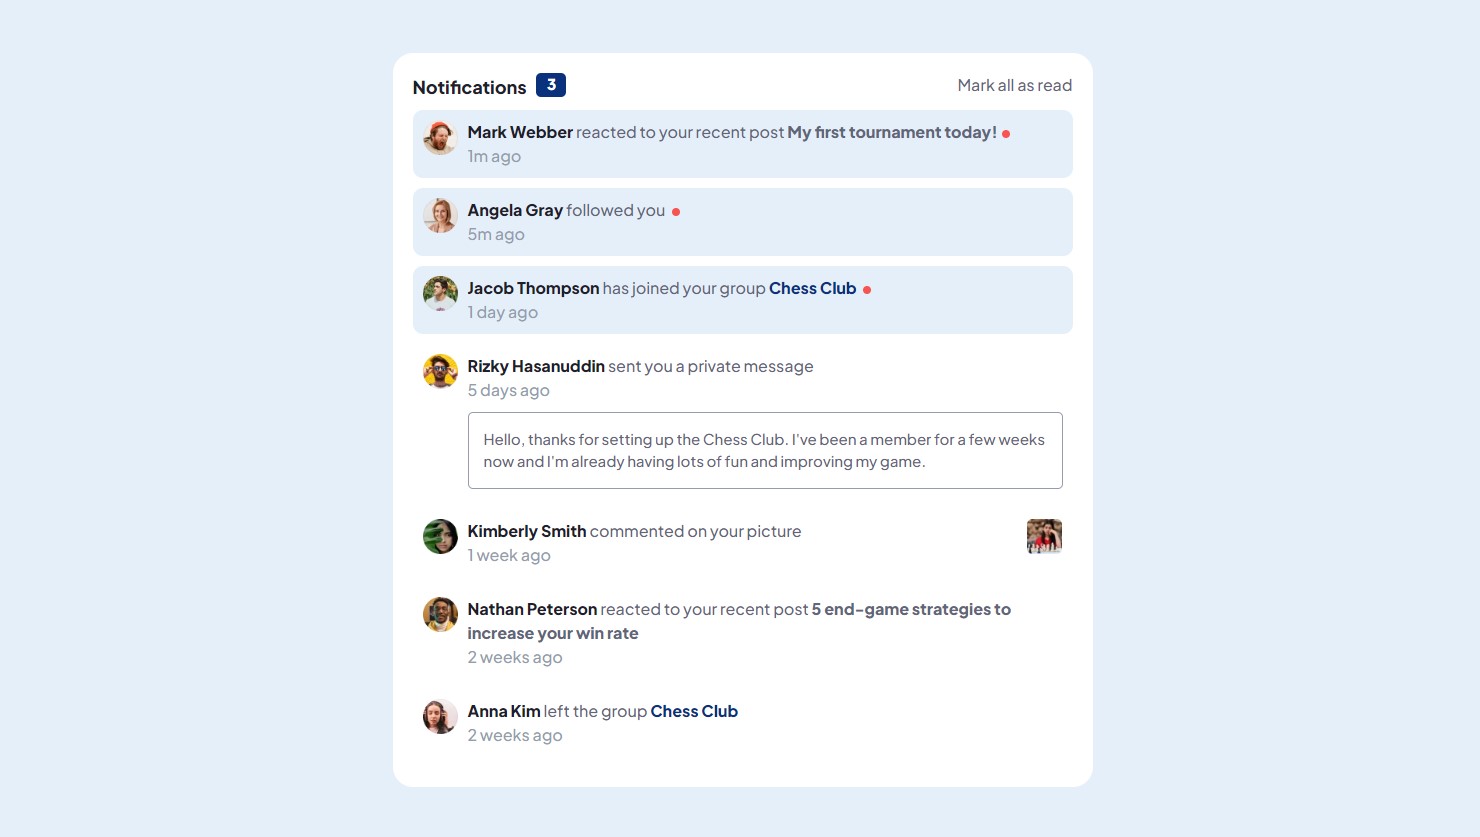 Notifications 3 Mark all as read
Mark Webber reacted to your recent post My first tournament today!
1m ago
Angela Gray followed you
5m ago
Jacob Thompson has joined your group Chess Club
1 day ago
Rizky Hasanuddin sent you a private message
5 days ago
Hello, thanks for setting up the Chess Club. I've been a member for a few weeks
now and I'm already having lots of fun and improving my game.
Kimberly Smith commented on your picture
1 week ago
Nathan Peterson reacted to your recent post 5 end-game strategies to
increase your win rate
2 weeks ago
Anna Kim left the group Chess Club
2 weeks ago